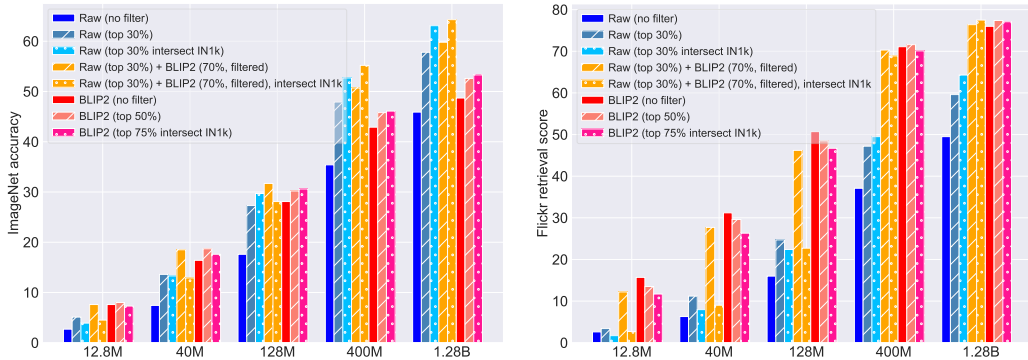 ImageNet accuracy
60
50
40
30
20
10
0
Raw (no filter)
Raw (top 30%)
Raw (top 30% intersect IN1k)
Raw (top 30%) + BLIP2 (70%, filtered)
Raw (top 30%) + BLIP2 (70%, filtered), intersect IN1k
BLIP2 (no filter)
BLIP2 (top 50%)
BLIP2 (top 75% intersect IN1k)
12.8M 40M 128M 400M 1.28B
Flickr retrieval score
80
70
60
50
40
30
20
10
0
Raw (no filter)
Raw (top 30%)
Raw (top 30% intersect IN1k)
Raw (top 30%) + BLIP2 (70%, filtered)
Raw (top 30%) + BLIP2 (70%, filtered), intersect IN1k
BLIP2 (no filter)
BLIP2 (top 50%)
BLIP2 (top 75% intersect IN1k)
12.8M 40M 128M 400M 1.28B